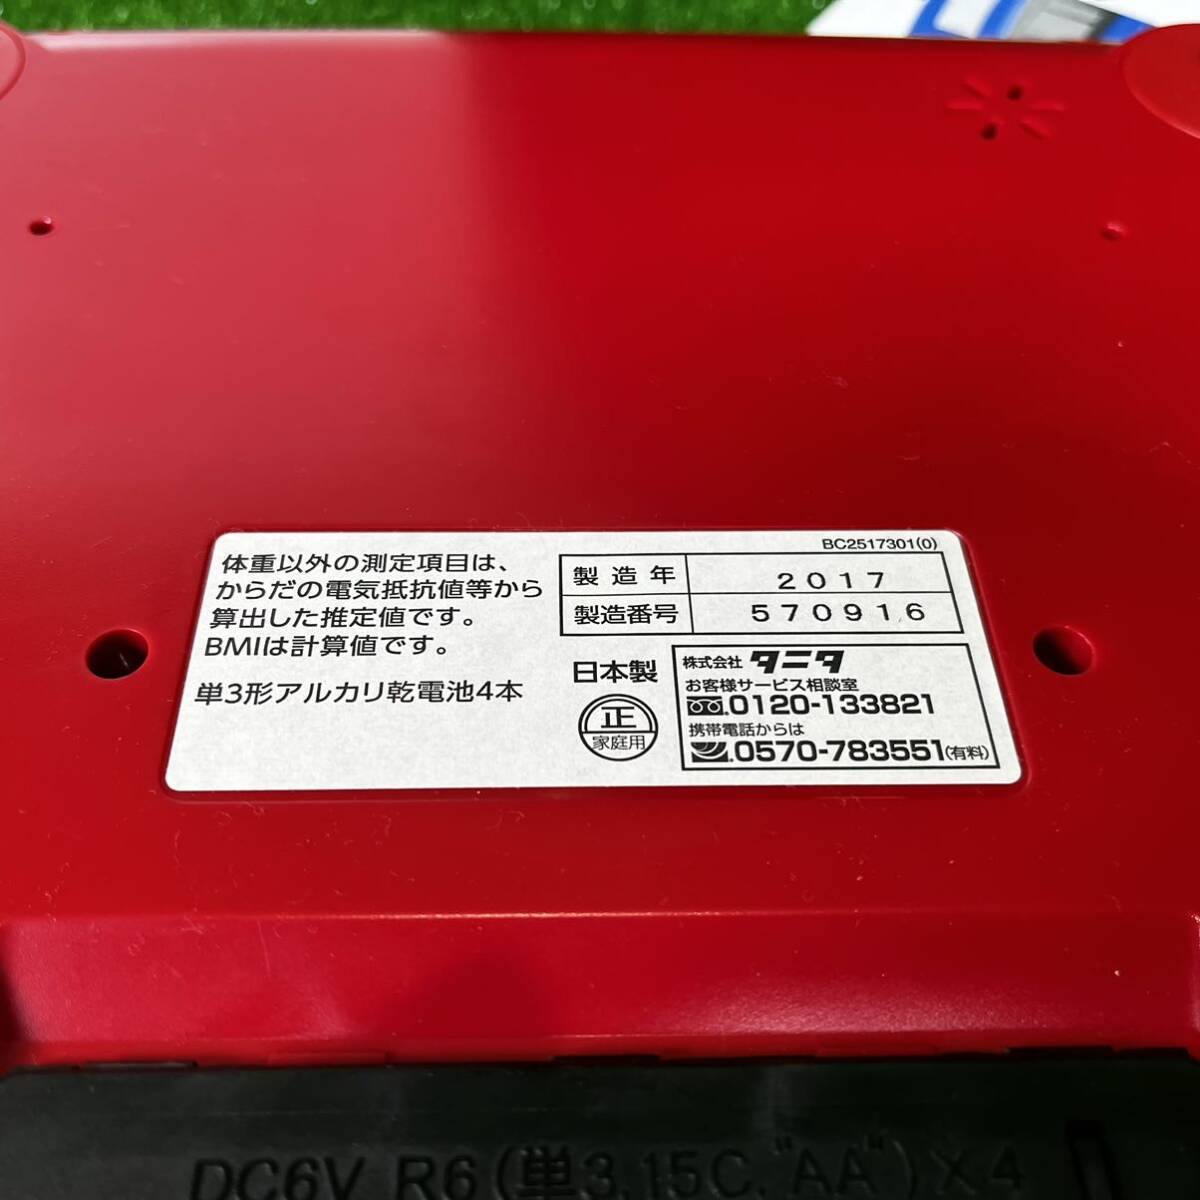 BC2517301(0)
体重以外の測定項目は、
からだの電気抵抗値等から
算出した推定値です。
BMIは計算値です。
単3形アルカリ乾電池4本
製造年 2017
製造番号 570916
日本製
正
家庭用
株式会社 タニタ
お客様サービス相談室
0120-133821
携帯電話からは
0570-783551(有料)
DC6V R6(単3,15C,"AA")×4